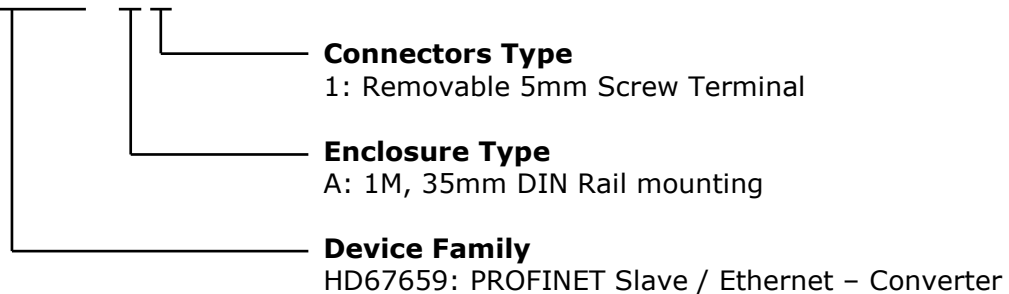 Connectors Type
1: Removable 5mm Screw Terminal
Enclosure Type
A: 1M, 35mm DIN Rail mounting
Device Family
HD67659: PROFINET Slave / Ethernet – Converter